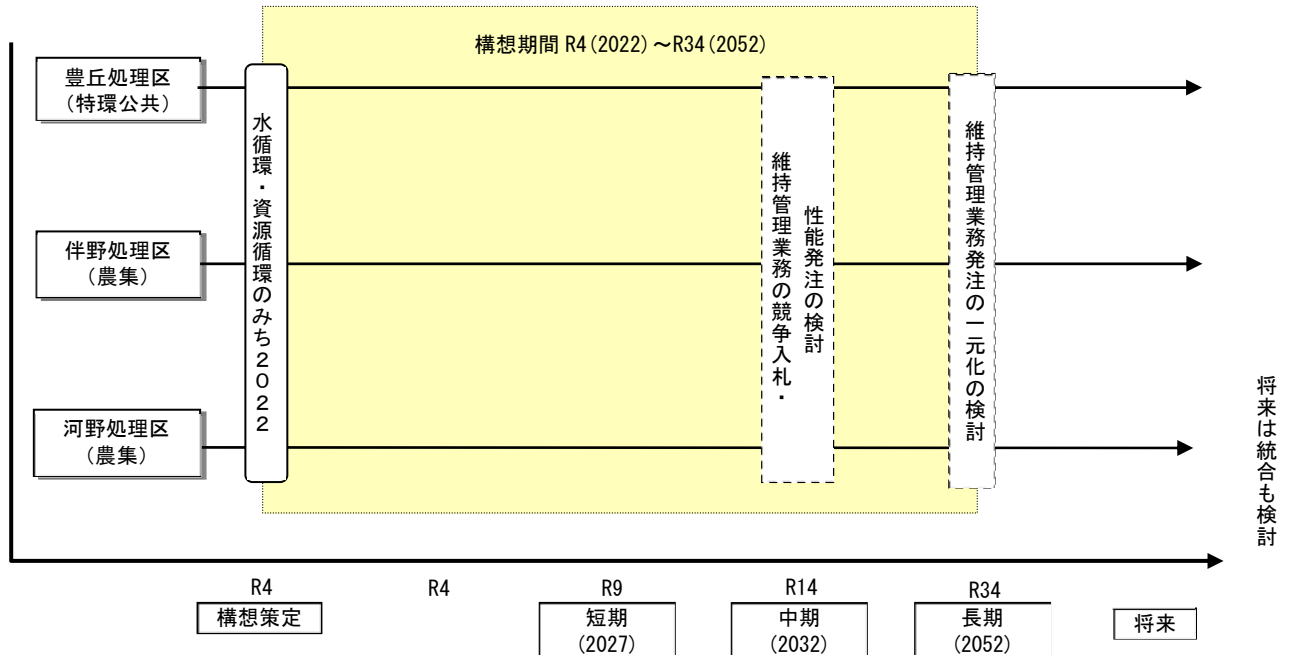 構想期間 R4(2022)～R34(2052)
豊丘処理区
（特環公共）
伴野処理区
（農集）
河野処理区
（農集）
水循環・資源循環のみち２０２２
維持管理業務の競争入札・
性能発注の検討
維持管理業務発注の一元化の検討
将来は統合も検討
R4
R4
R9
R14
R34
構想策定
短期
(2027)
中期
(2032)
長期
(2052)
将来